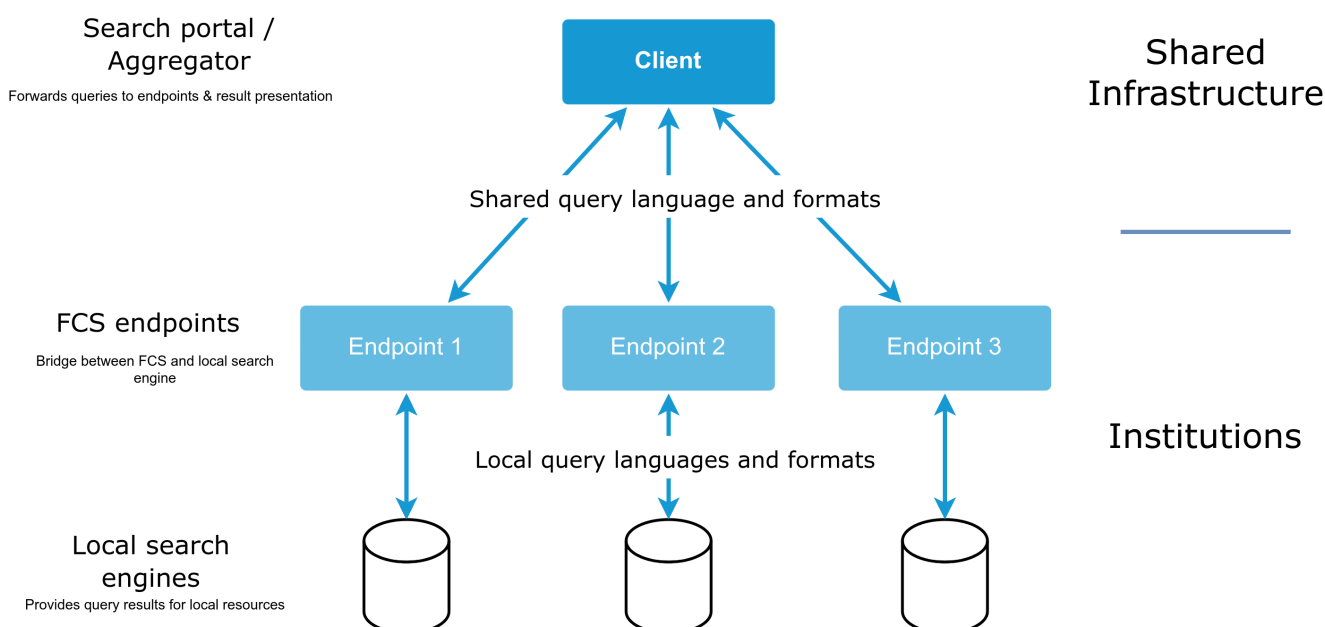 Search portal /
Aggregator
Forwards queries to endpoints & result presentation
Client
Shared
Infrastructure
Shared query language and formats
FCS endpoints
Bridge between FCS and local search
engine
Endpoint 1
Endpoint 2
Endpoint 3
Institutions
Local query languages and formats
Local search
engines
Provides query results for local resources